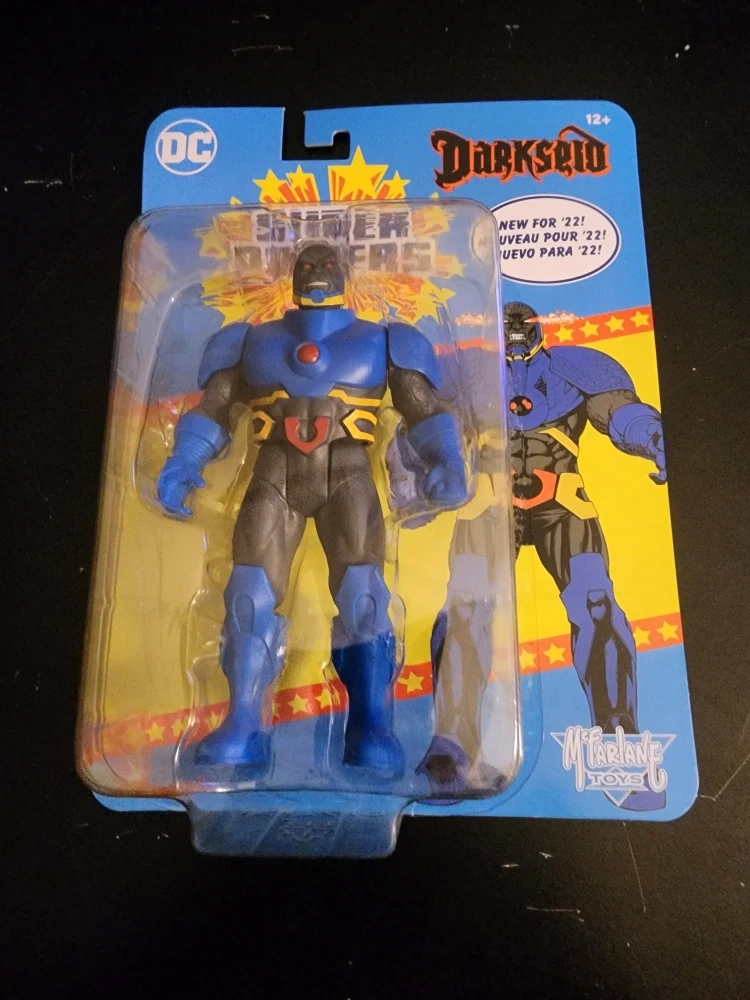 DC
12+
DARKSEID
SUPER
POWERS
NEW FOR '22!
UVEAU POUR '22!
UEVO PARA '22!
McFARLANE
TOYS